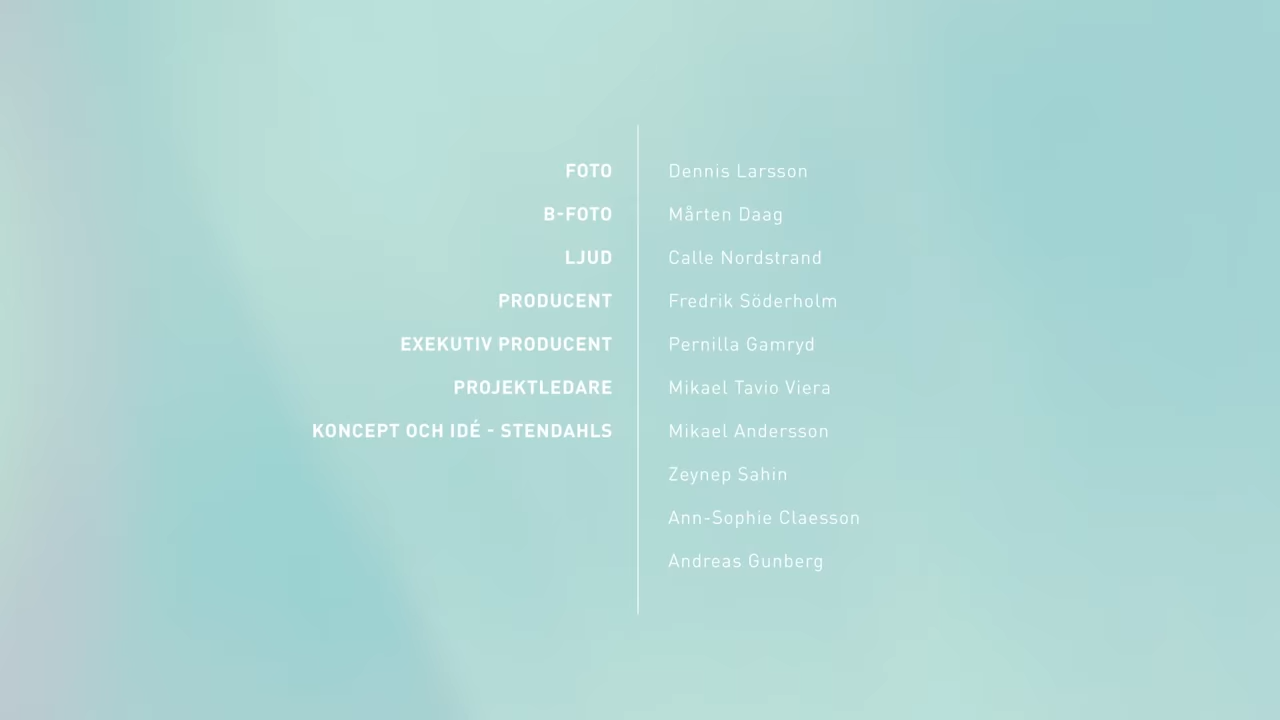 FOTO Dennis Larsson
B-FOTO Mårten Daag
LJUD Calle Nordstrand
PRODUCENT Fredrik Söderholm
EXEKUTIV PRODUCENT Pernilla Gamryd
PROJEKTLEDARE Mikael Tavio Viera
KONCEPT OCH IDÉ - STENDAHLS Mikael Andersson
Zeynep Sahin
Ann-Sophie Claesson
Andreas Gunberg